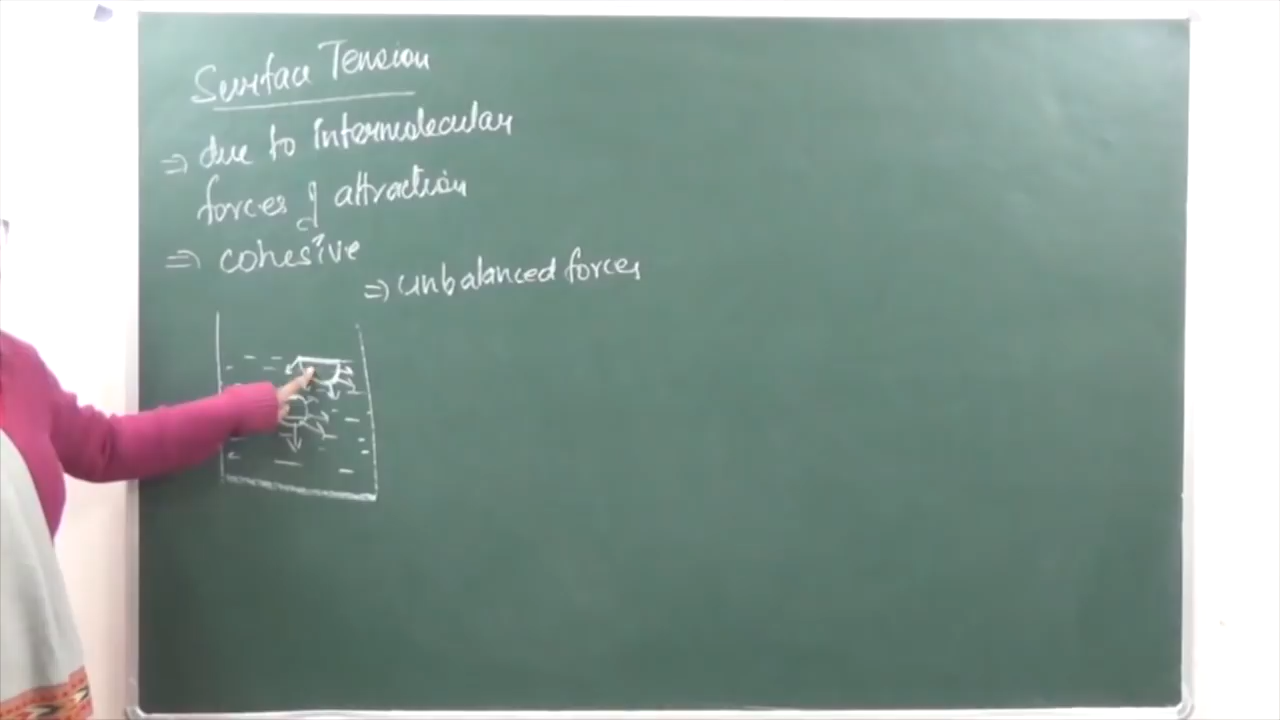 Surface Tension
⇒ due to intermolecular
forces of attraction
⇒ cohesive
⇒ unbalanced forces